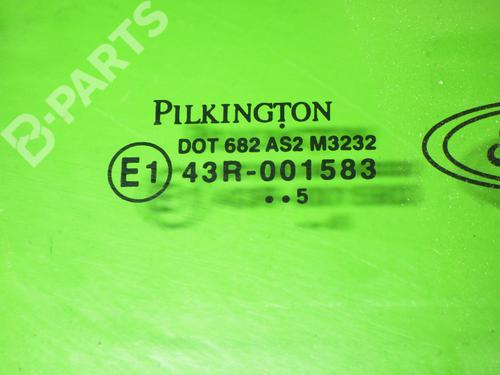 B-PARTS
PILKINGTON
DOT 682 AS2 M3232
E1 43R-001583
••5